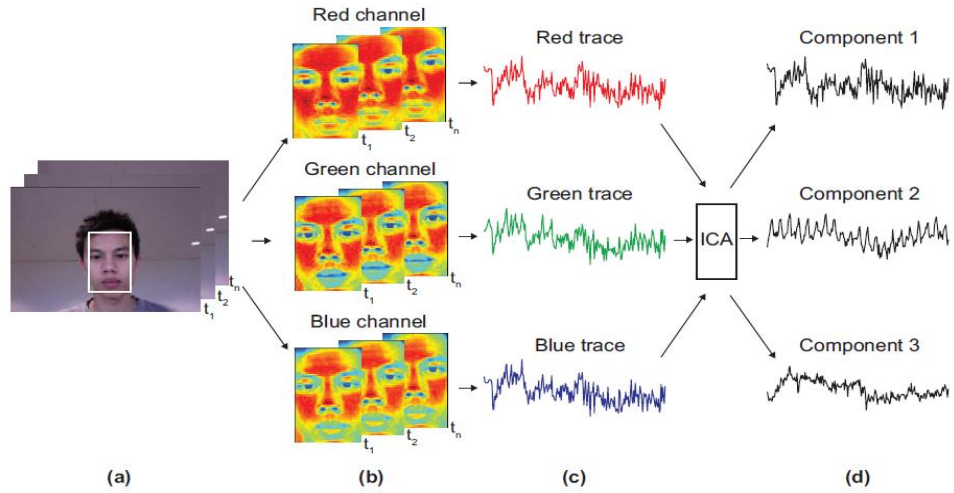 Red channel
Red trace
Component 1
t1
t2
tn
Green channel
Green trace
Component 2
ICA
t1
t2
tn
t1
t2
tn
Blue channel
Blue trace
Component 3
t1
t2
tn
(a)
(b)
(c)
(d)